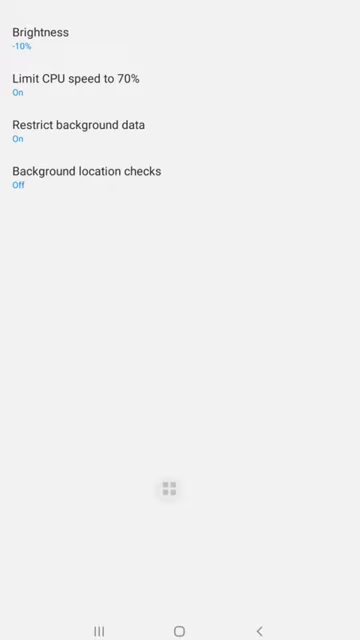 Brightness
-10%
Limit CPU speed to 70%
On
Restrict background data
On
Background location checks
Off